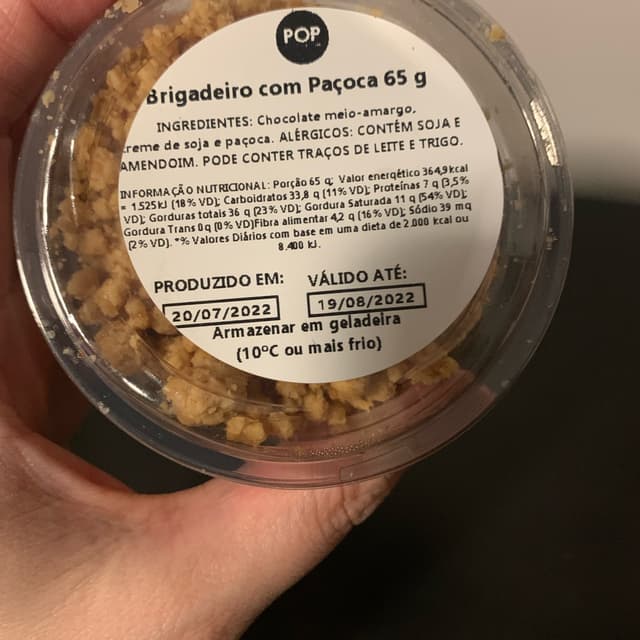 POP
Brigadeiro com Paçoca 65 g
INGREDIENTES: Chocolate meio-amargo,
creme de soja e paçoca. ALÉRGICOS: CONTÉM SOJA E
AMENDOIM. PODE CONTER TRAÇOS DE LEITE E TRIGO.
INFORMAÇÃO NUTRICIONAL: Porção 65 g; Valor energético 364,9kcal
= 1.525kJ (18% VD); Carboidratos 33,8 g (11% VD); Proteínas 7 g (3,5%
VD); Gorduras totais 36 g (23% VD); Gordura Saturada 11 g (54% VD);
Gordura Trans 0g (0% VD)Fibra alimentar 4,2 g (16% VD); Sódio 39 mg
(2% VD). *% Valores Diários com base em uma dieta de 2.000 kcal ou
8.400 kJ.
PRODUZIDO EM: VÁLIDO ATÉ:
20/07/2022 19/08/2022
Armazenar em geladeira
(10ºC ou mais frio)